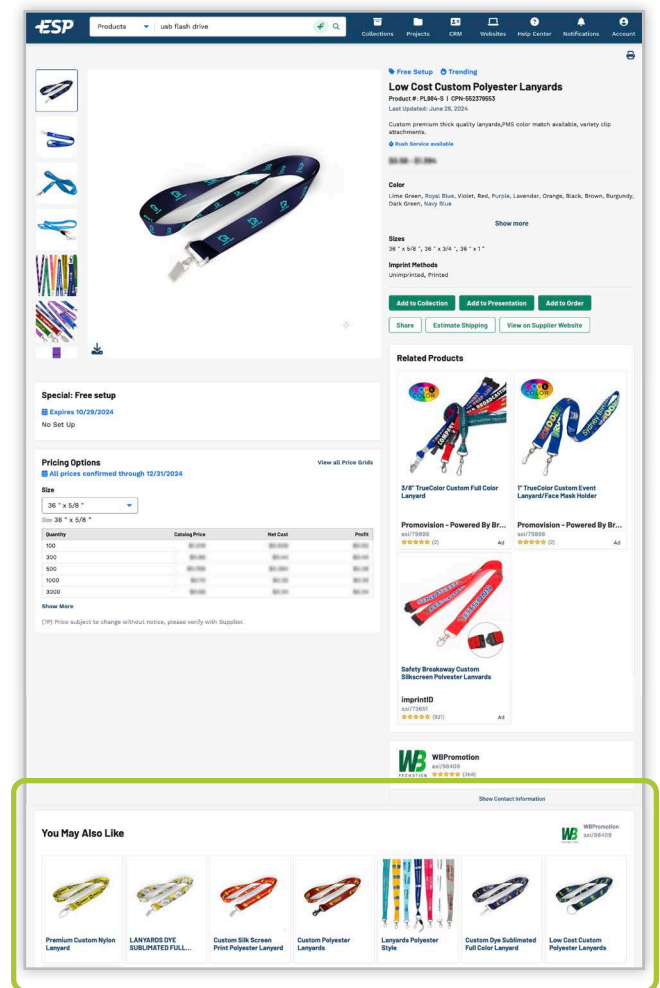 ESP
Products
usb flash drive
Collections
Projects
CRM
Websites
Help Center
Notifications
Account
Free Setup
Trending
Low Cost Custom Polyester Lanyards
Product #: PL984-S | CPN-552379553
Last Updated: June 28, 2024
Custom premium thick quality lanyards,PMS color match available, variety clip
attachments.
Rush Service available
Color
Lime Green, Royal Blue, Violet, Red, Purple, Lavendar, Orange, Black, Brown, Burgundy,
Dark Green, Navy Blue
Show more
Sizes
36 " x 5/8 ", 36 " x 3/4 ", 36 " x 1 "
Imprint Methods
Unimprinted, Printed
Add to Collection
Add to Presentation
Add to Order
Share
Estimate Shipping
View on Supplier Website
Special: Free setup
Expires 10/29/2024
No Set Up
Pricing Options
View all Price Grids
All prices confirmed through 12/31/2024
Size
36 " x 5/8 "
Size 36 " x 5/8 "
Quantity
Catalog Price
Net Cost
Profit
100
300
500
1000
3000
Show More
(7P) Price subject to change without notice, please verify with Supplier.
Related Products
3/8" TrueColor Custom Full Color
Lanyard
Promovision - Powered By Br...
asi/79896
(2)
Ad
1" TrueColor Custom Event
Lanyard/Face Mask Holder
Promovision - Powered By Br...
asi/79896
(2)
Ad
Safety Breakaway Custom
Silkscreen Polyester Lanyards
imprintID
asi/73651
(921)
Ad
WB
PROMOTION
WBPromotion
asi/98409
(368)
Show Contact Information
You May Also Like
WB
WBPromotion
asi/98409
Premium Custom Nylon
Lanyard
LANYARDS DYE
SUBLIMATED FULL...
Custom Silk Screen
Print Polyester Lanyard
Custom Polyester
Lanyards
Lanyards Polyester
Style
Custom Dye Sublimated
Full Color Lanyard
Low Cost Custom
Polyester Lanyards